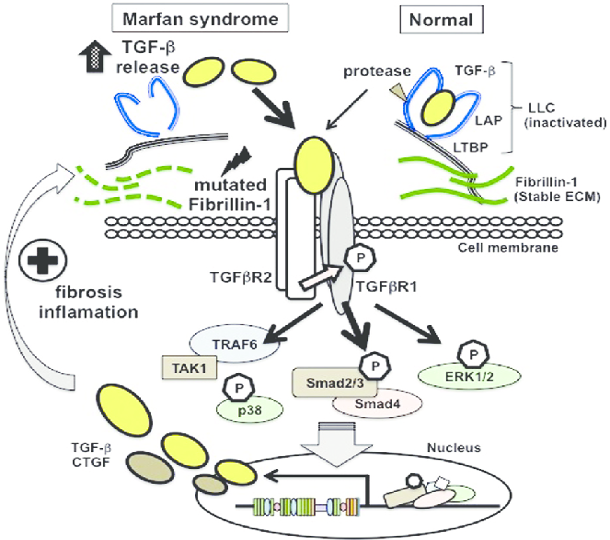 Marfan syndrome
Normal
TGF-β
release
protease
TGF-β
LAP
LTBP
LLC
(inactivated)
mutated
Fibrillin-1
Fibrillin-1
(Stable ECM)
Cell membrane
TGFβR2
P
TGFβR1
fibrosis
inflamation
TRAF6
TAK1
P
p38
P
Smad2/3
Smad4
P
ERK1/2
TGF-β
CTGF
Nucleus